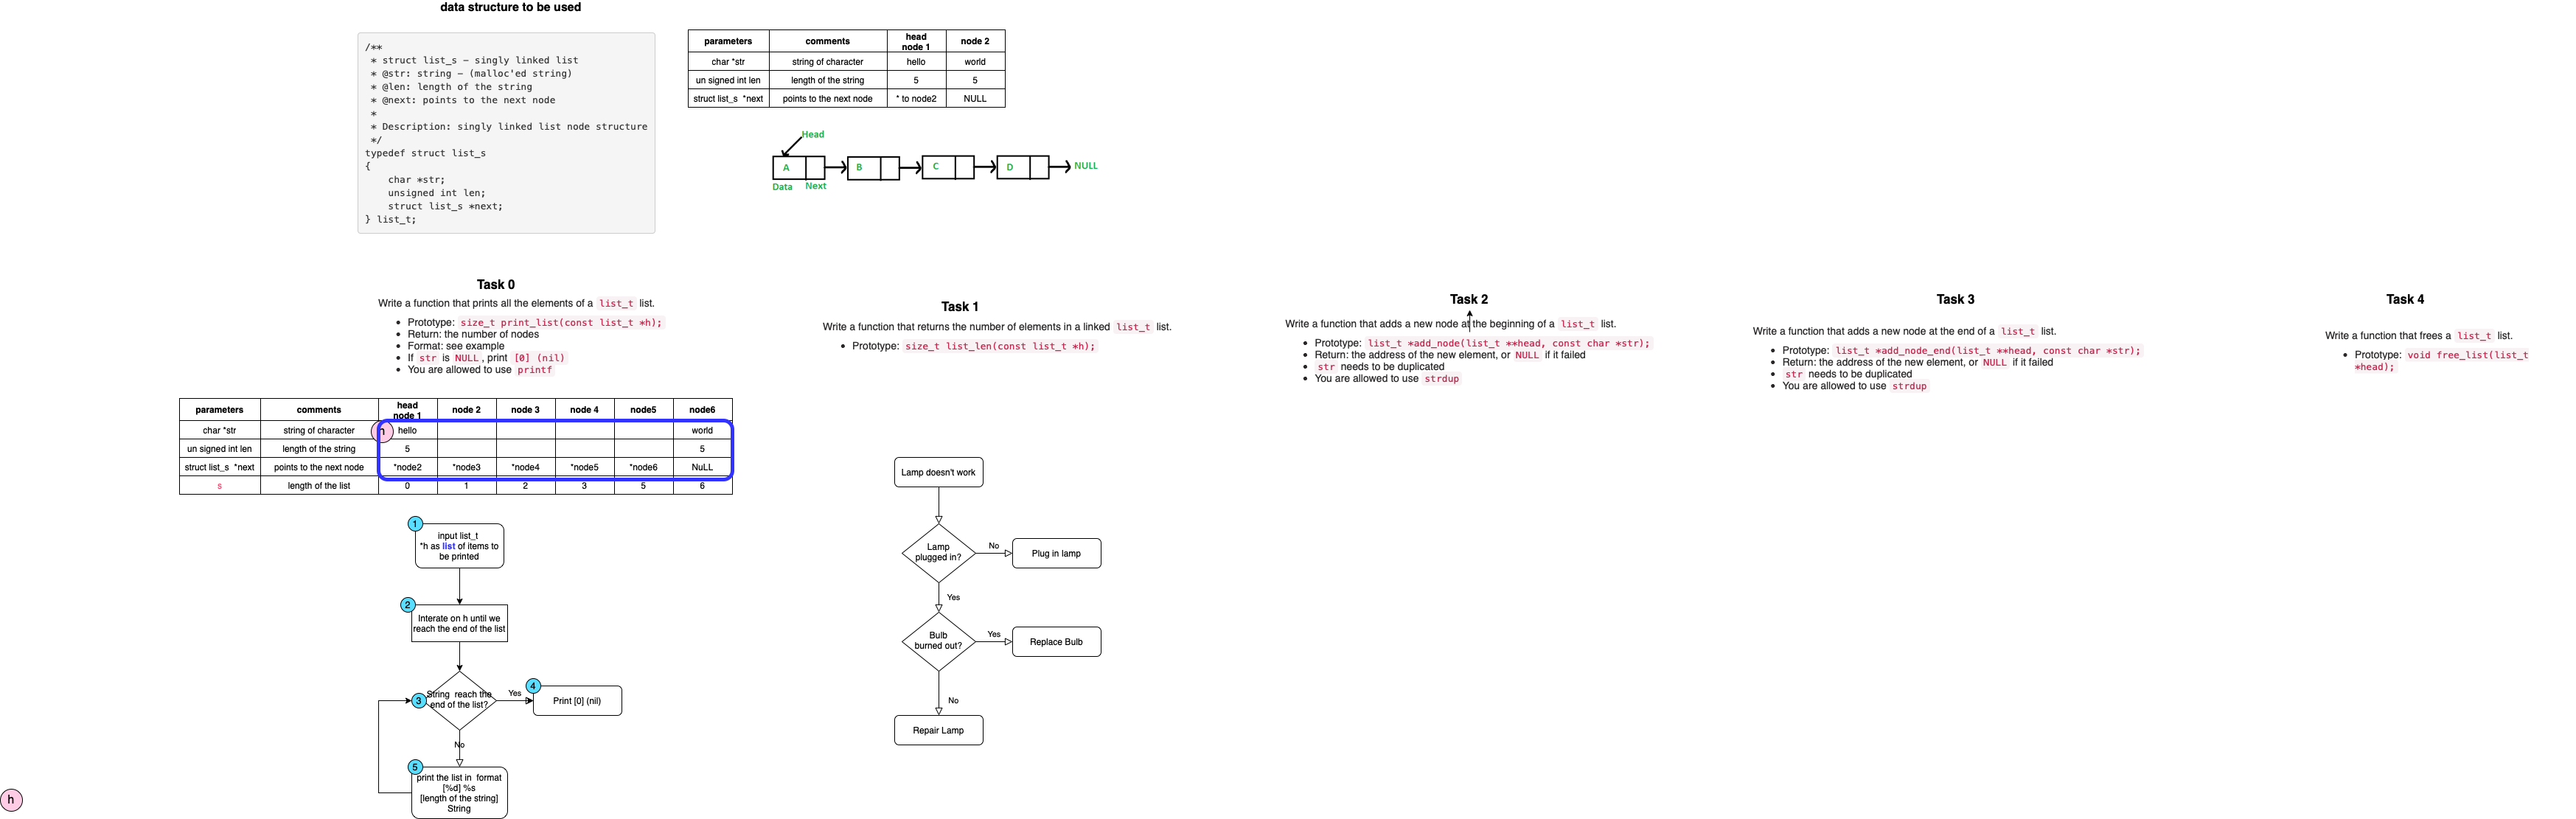 data structure to be used
/**
* struct list_s – singly linked list
* @str: string – (malloc'ed string)
* @len: length of the string
* @next: points to the next node
*
* Description: singly linked list node structure
*/
typedef struct list_s
{
char *str;
unsigned int len;
struct list_s *next;
} list_t;
parameters comments head node 1 node 2
char *str string of character hello world
un signed int len length of the string 5 5
struct list_s *next points to the next node * to node2 NULL
Head
A B C D NULL
Data Next
Task 0
Write a function that prints all the elements of a list_t list.
• Prototype: size_t print_list(const list_t *h);
• Return: the number of nodes
• Format: see example
• If str is NULL, print [0] (nil)
• You are allowed to use printf
parameters comments head node 1 node 2 node 3 node 4 node5 node6
char *str string of character h hello world
un signed int len length of the string 5 5
struct list_s *next points to the next node *node2 *node3 *node4 *node5 *node6 NuLL
s length of the list 0 1 2 3 5 6
1
input list_t
*h as list of items to
be printed
2
Interate on h until we
reach the end of the list
3
String reach the
end of the list?
Yes
4
Print [0] (nil)
No
5
print the list in format
[%d] %s
[length of the string]
String
h
Task 1
Write a function that returns the number of elements in a linked list_t list.
• Prototype: size_t list_len(const list_t *h);
Lamp doesn't work
Lamp
plugged in?
No
Plug in lamp
Yes
Bulb
burned out?
Yes
Replace Bulb
No
Repair Lamp
Task 2
Write a function that adds a new node at the beginning of a list_t list.
• Prototype: list_t *add_node(list_t **head, const char *str);
• Return: the address of the new element, or NULL if it failed
• str needs to be duplicated
• You are allowed to use strdup
Task 3
Write a function that adds a new node at the end of a list_t list.
• Prototype: list_t *add_node_end(list_t **head, const char *str);
• Return: the address of the new element, or NULL if it failed
• str needs to be duplicated
• You are allowed to use strdup
Task 4
Write a function that frees a list_t list.
• Prototype: void free_list(list_t
*head);